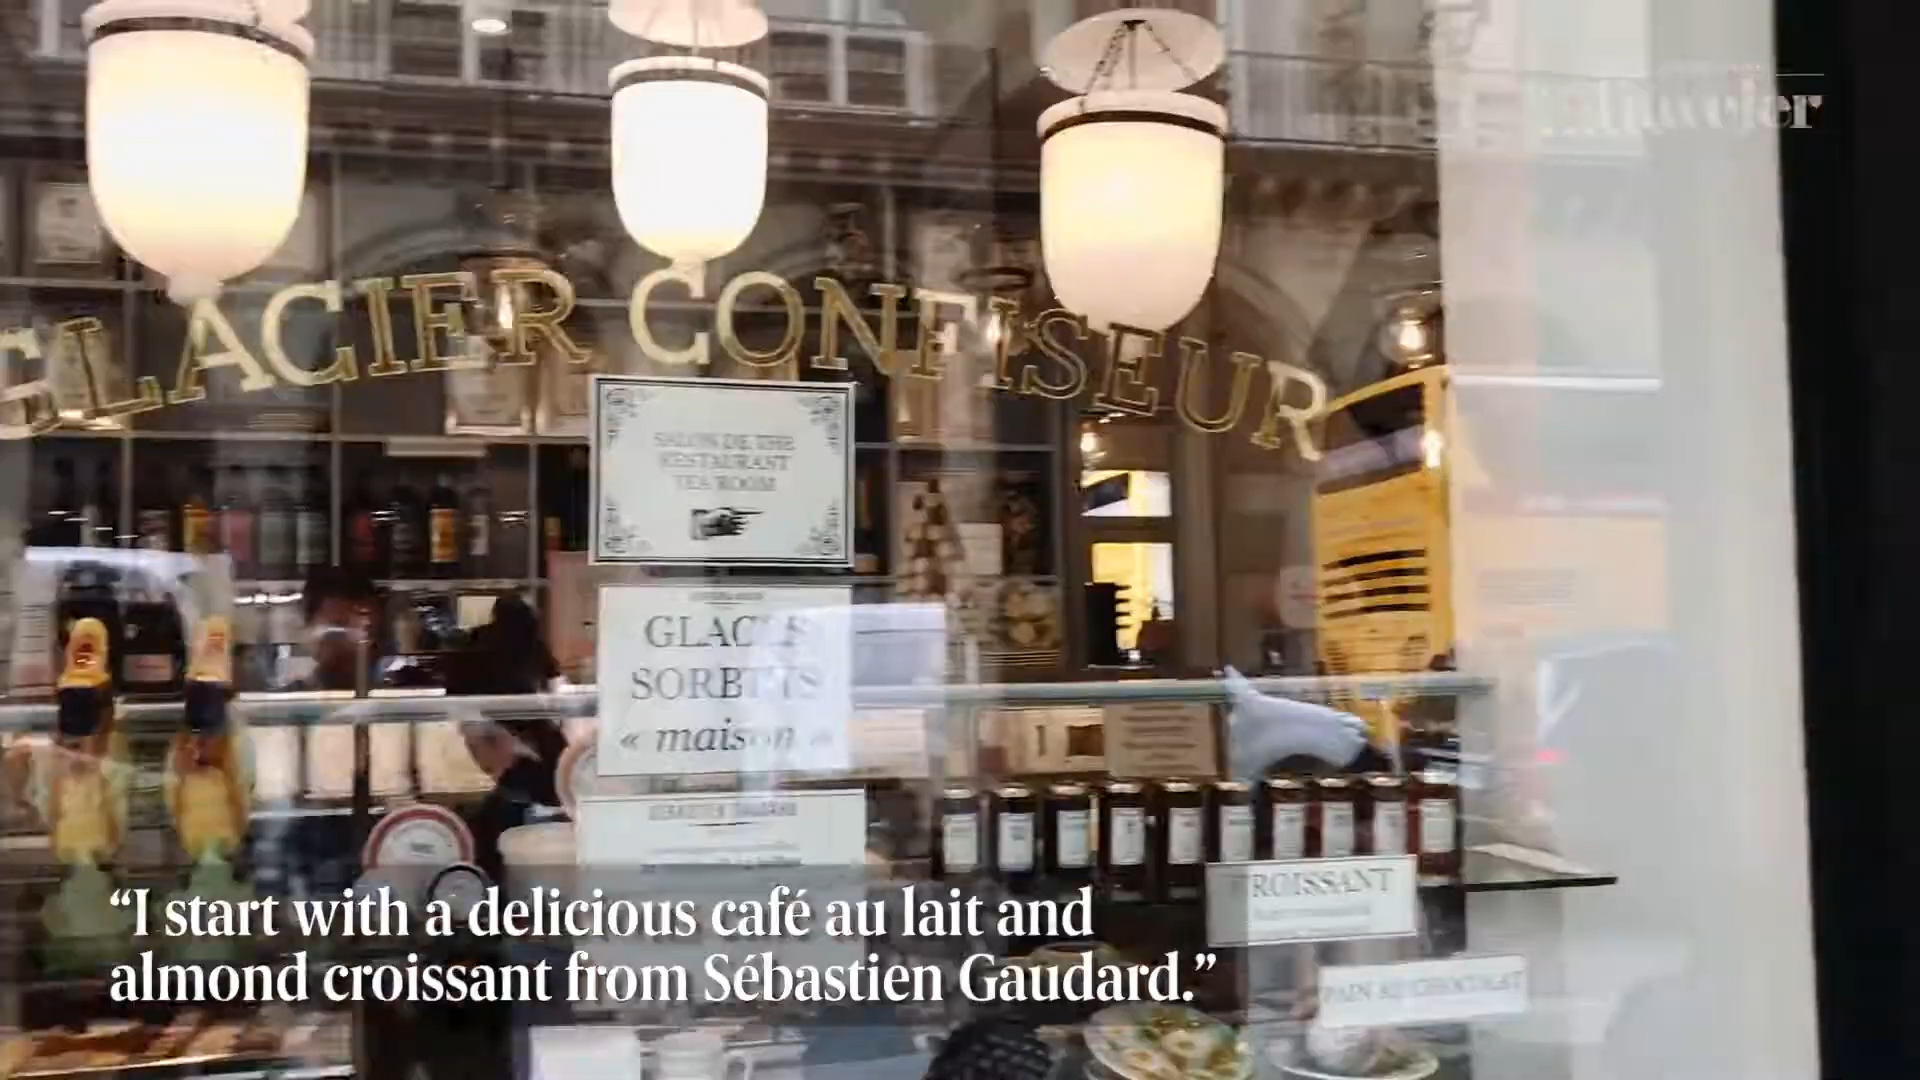 GLACIER CONFISEUR
SALON DE THE
RESTAURANT
TEA ROOM
GLACES
SORBETS
« maison »
CROISSANT
PAIN AU CHOCOLAT
“I start with a delicious café au lait and
almond croissant from Sébastien Gaudard.”